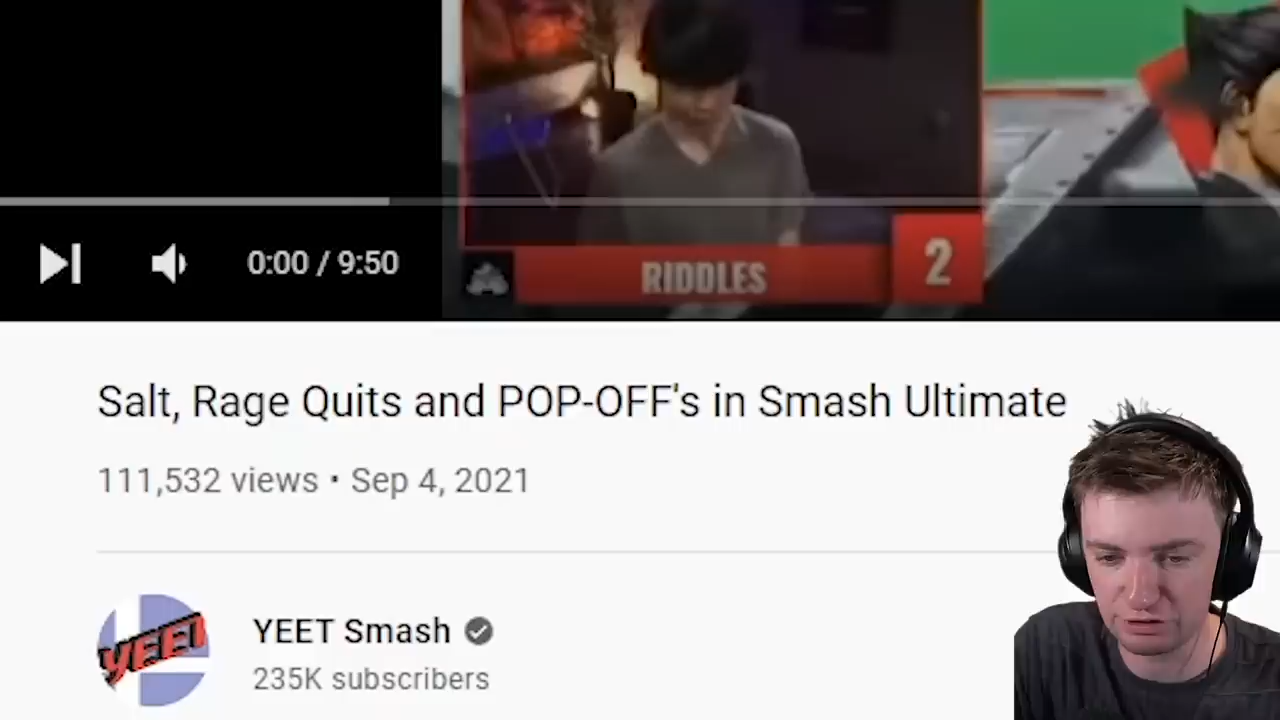 0:00 / 9:50
RIDDLES
2
Salt, Rage Quits and POP-OFF's in Smash Ultimate
111,532 views • Sep 4, 2021
YEET
YEET Smash
235K subscribers